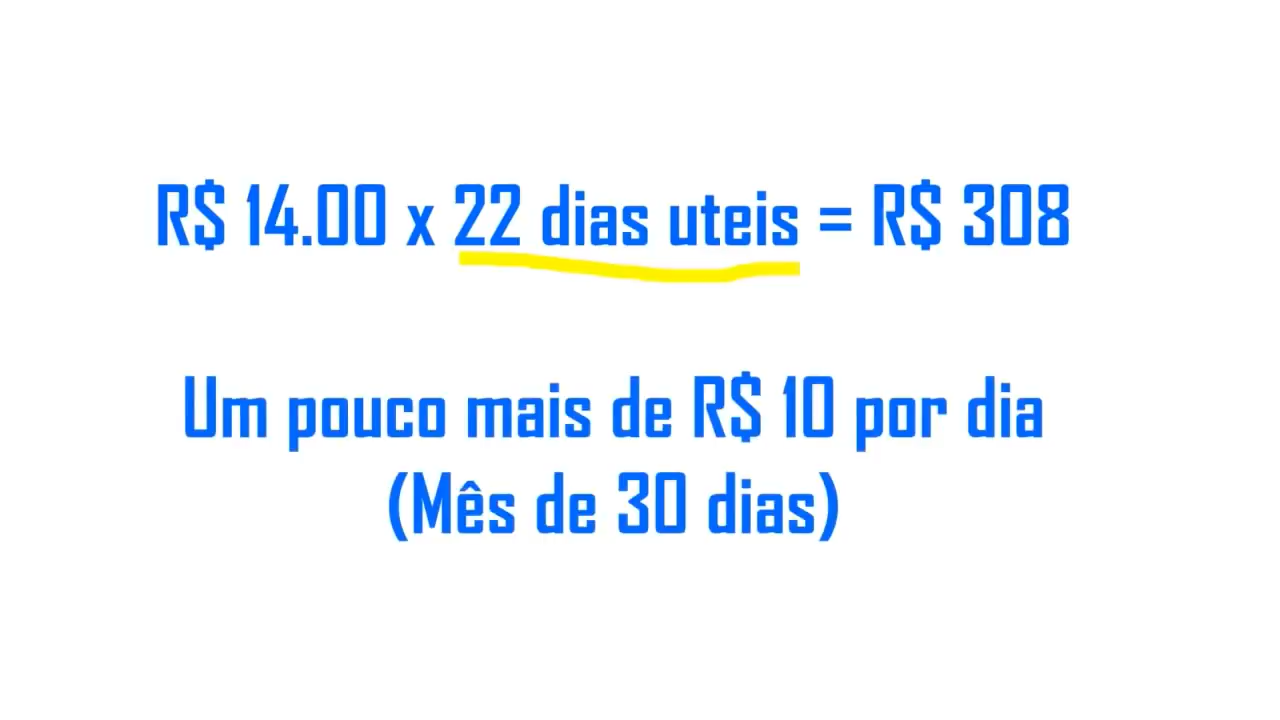 R$ 14.00 x 22 dias uteis = R$ 308
Um pouco mais de R$ 10 por dia
(Mês de 30 dias)